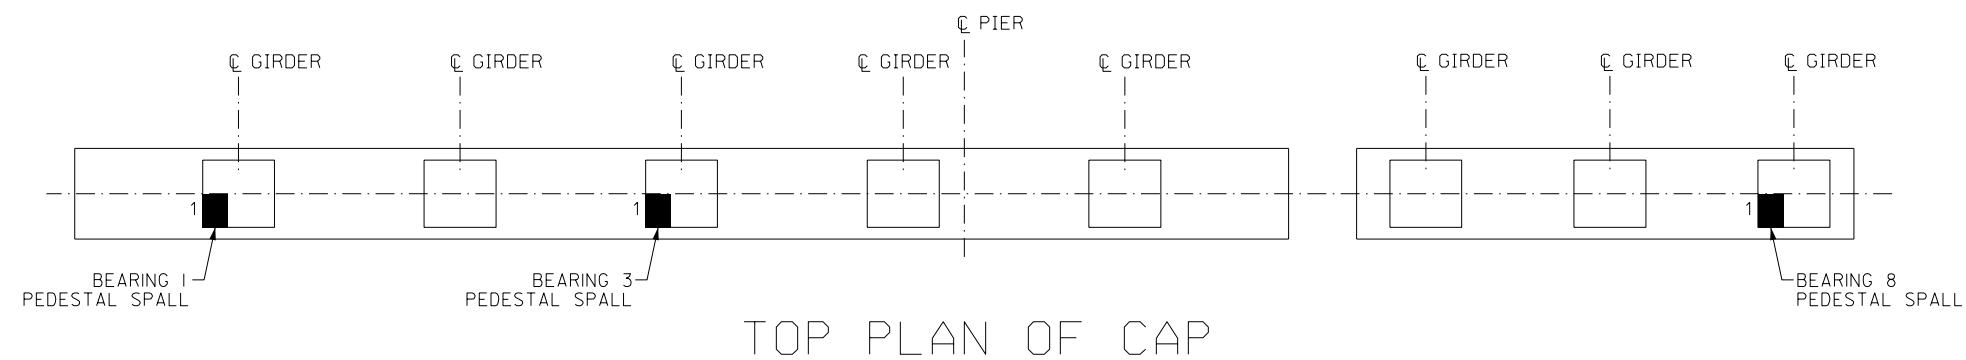 ℄ PIER
℄ GIRDER
℄ GIRDER
℄ GIRDER
℄ GIRDER
℄ GIRDER
℄ GIRDER
℄ GIRDER
℄ GIRDER
1
1
1
BEARING 1
PEDESTAL SPALL
BEARING 3
PEDESTAL SPALL
BEARING 8
PEDESTAL SPALL
TOP PLAN OF CAP